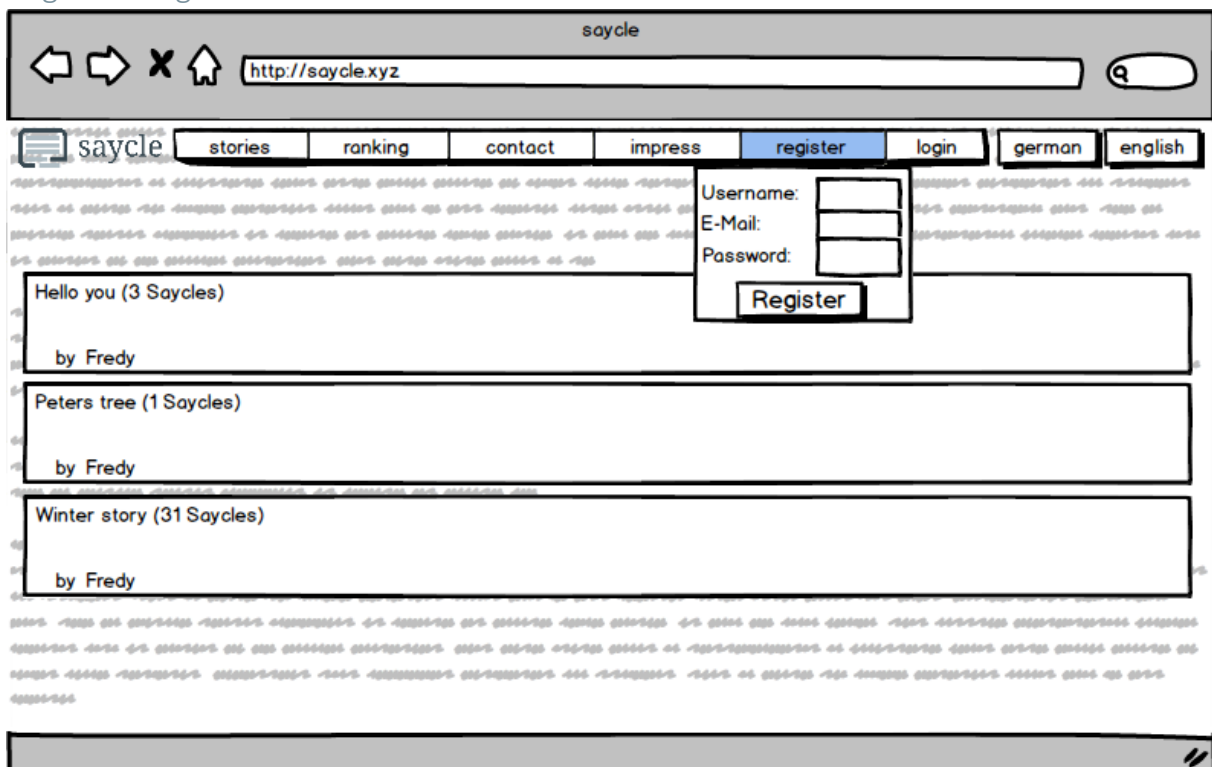 saycle
http://saycle.xyz
saycle stories ranking contact impress register login german english
Username:
E-Mail:
Password:
Register
Hello you (3 Saycles)
by Fredy
Peters tree (1 Saycles)
by Fredy
Winter story (31 Saycles)
by Fredy